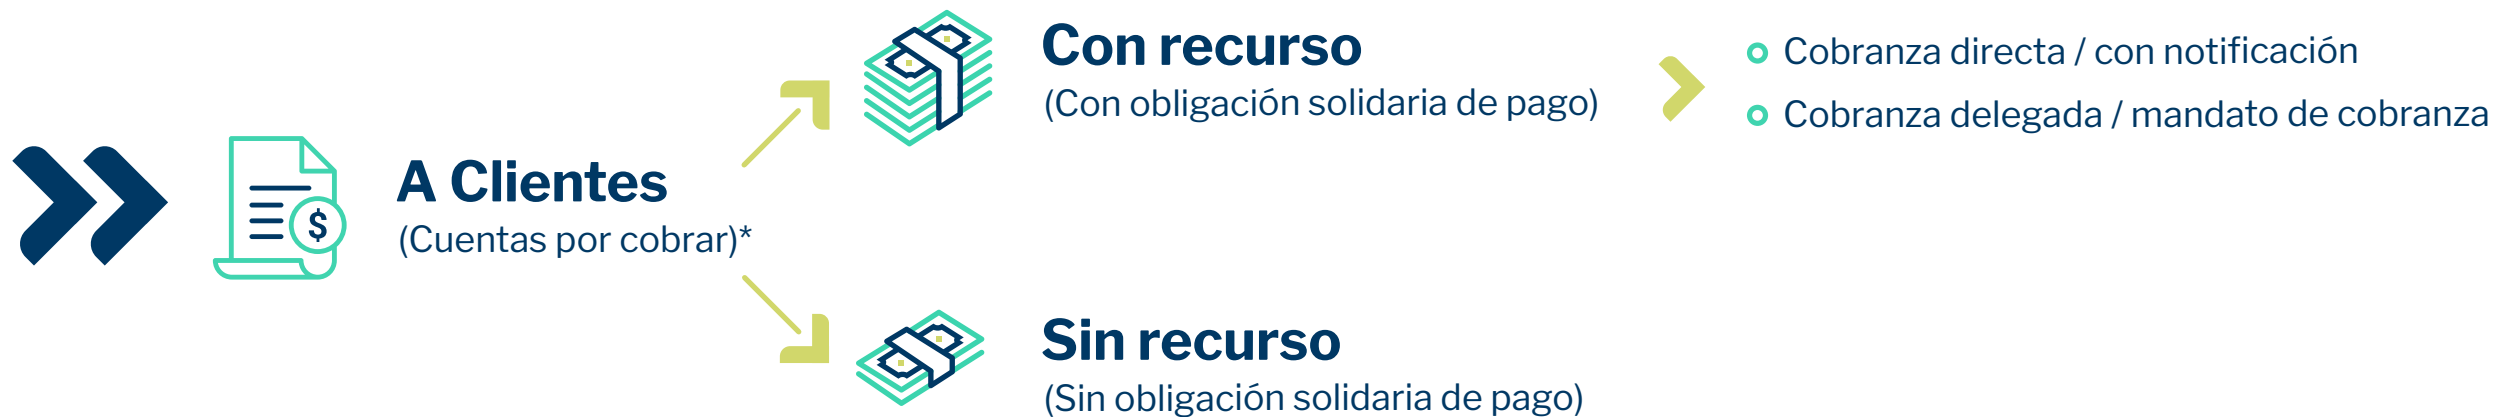 A Clientes
(Cuentas por cobrar)*
$
Con recurso
(Con obligación solidaria de pago)
Cobranza directa / con notificación
Cobranza delegada / mandato de cobranza
Sin recurso
(Sin obligación solidaria de pago)